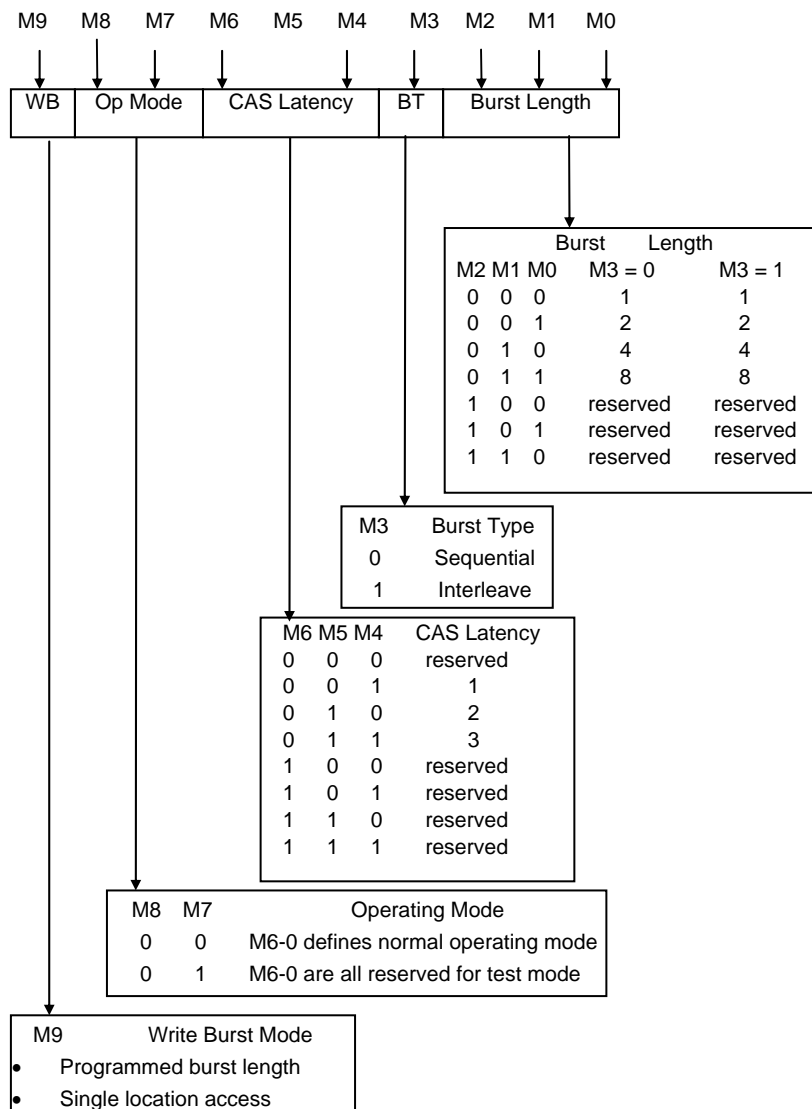 M9 M8 M7 M6 M5 M4 M3 M2 M1 M0
WB Op Mode CAS Latency BT Burst Length
Burst Length
M2 M1 M0 M3 = 0 M3 = 1
0 0 0 1 1
0 0 1 2 2
0 1 0 4 4
0 1 1 8 8
1 0 0 reserved reserved
1 0 1 reserved reserved
1 1 0 reserved reserved
M3 Burst Type
0 Sequential
1 Interleave
M6 M5 M4 CAS Latency
0 0 0 reserved
0 0 1 1
0 1 0 2
0 1 1 3
1 0 0 reserved
1 0 1 reserved
1 1 0 reserved
1 1 1 reserved
M8 M7 Operating Mode
0 0 M6-0 defines normal operating mode
0 1 M6-0 are all reserved for test mode
M9 Write Burst Mode
• Programmed burst length
• Single location access